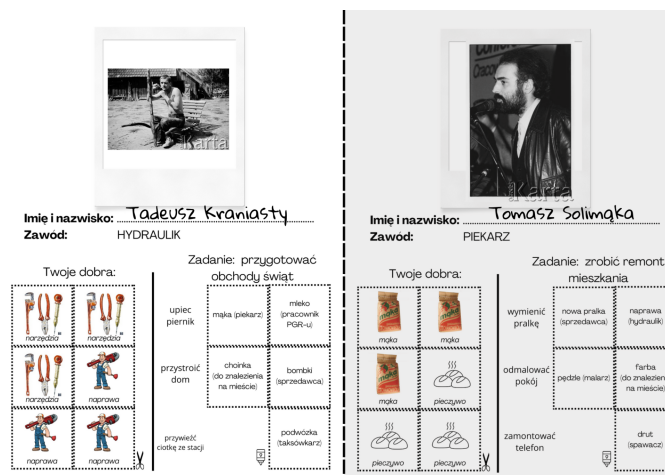 Karta
Imię i nazwisko: Tadeusz Kraniasty
Zawód: HYDRAULIK
Twoje dobra:
narzędzia
narzędzia
narzędzia
naprawa
naprawa
naprawa
Zadanie: przygotować
obchody świąt
upiec
piernik
mąka (piekarz)
mleko
(pracownik
PGR-u)
przystroić
dom
choinka
(do znalezienia
na mieście)
bombki
(sprzedawca)
przywieźć
ciotkę ze stacji
podwózka
(taksówkarz)
Karta
Imię i nazwisko: Tomasz Solimąka
Zawód: PIEKARZ
Twoje dobra:
mąka
mąka
mąka
pieczywo
pieczywo
pieczywo
Zadanie: zrobić remont
mieszkania
wymienić
pralkę
nowa pralka
(sprzedawca)
naprawa
(hydraulik)
odmalować
pokój
pędzle (malarz)
farba
(do znalezien
na mieście)
zamontować
telefon
drut
(spawacz)